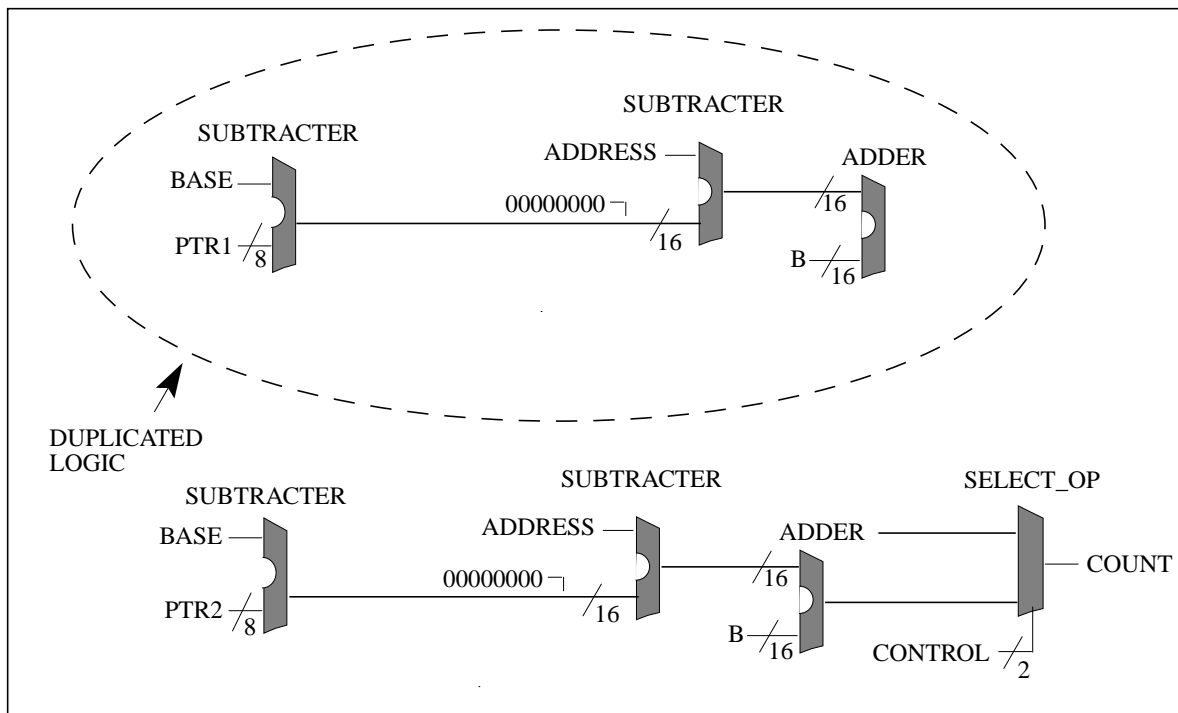 SUBTRACTER
SUBTRACTER
ADDRESS
ADDER
BASE
00000000
16
16
PTR1
8
B
16
DUPLICATED
LOGIC
SUBTRACTER
SUBTRACTER
SELECT_OP
BASE
ADDRESS
ADDER
COUNT
00000000
16
16
PTR2
8
B
16
CONTROL
2